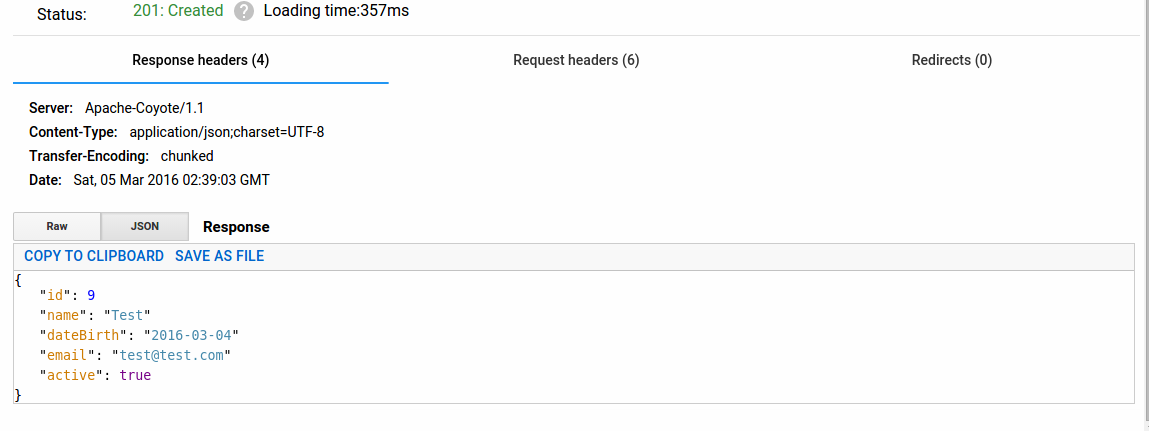 Status: 201: Created ? Loading time:357ms
Response headers (4) Request headers (6) Redirects (0)
Server: Apache-Coyote/1.1
Content-Type: application/json;charset=UTF-8
Transfer-Encoding: chunked
Date: Sat, 05 Mar 2016 02:39:03 GMT
Raw JSON Response
COPY TO CLIPBOARD SAVE AS FILE
{
"id": 9
"name": "Test"
"dateBirth": "2016-03-04"
"email": "test@test.com"
"active": true
}